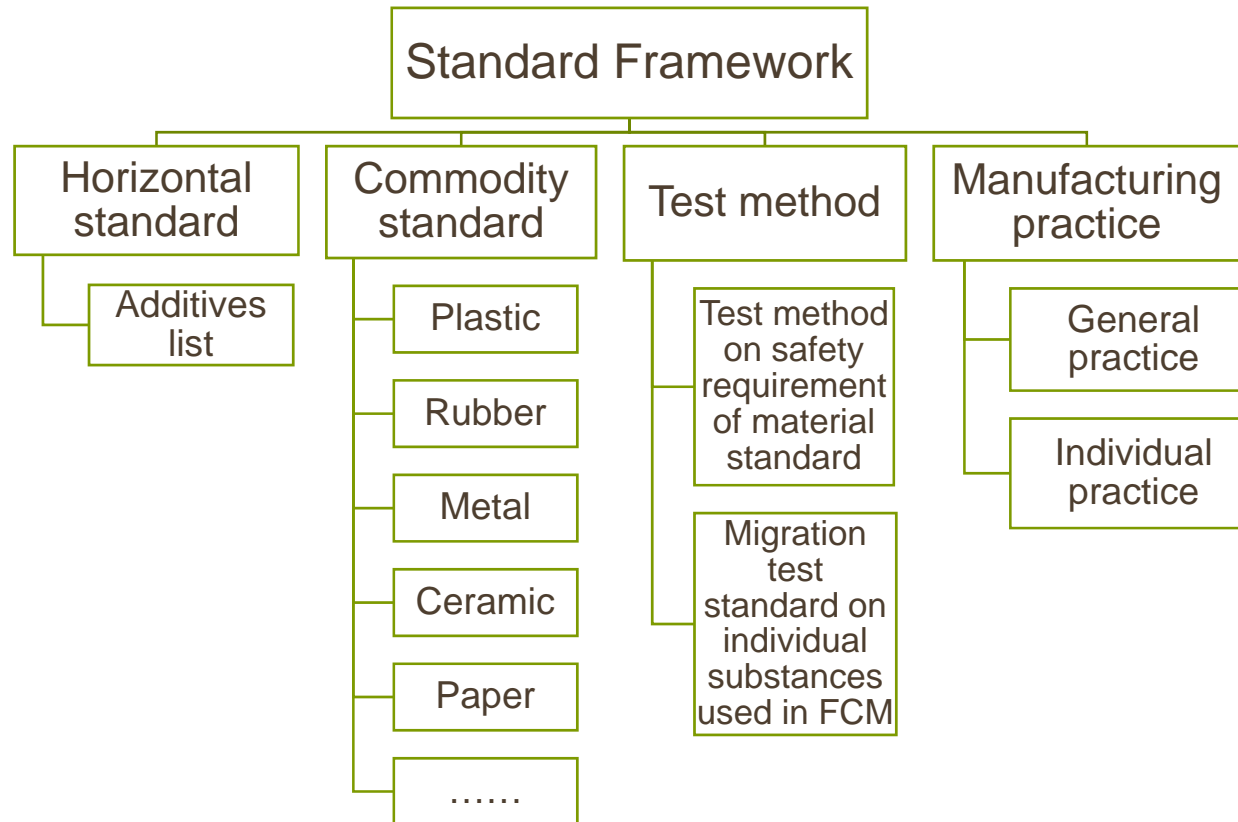 Standard Framework
Horizontal
standard
Additives
list
Commodity
standard
Plastic
Rubber
Metal
Ceramic
Paper
……
Test method
Test method
on safety
requirement
of material
standard
Migration
test
standard on
individual
substances
used in FCM
Manufacturing
practice
General
practice
Individual
practice